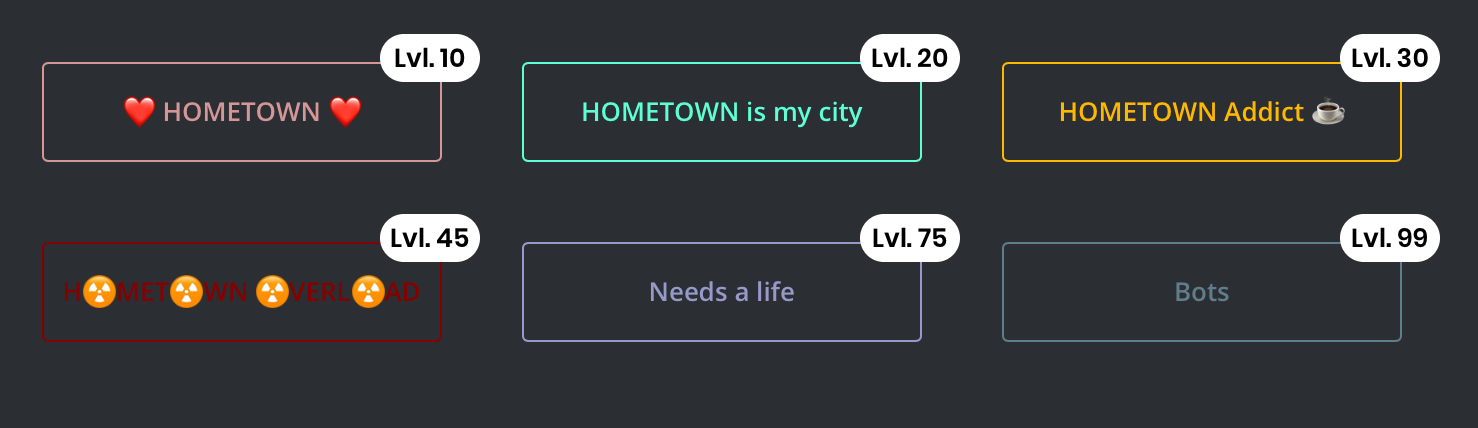 Lvl. 10
❤️ HOMETOWN ❤️
Lvl. 20
HOMETOWN is my city
Lvl. 30
HOMETOWN Addict ☕
Lvl. 45
H☢️MET☢️WN ☢️VERL☢️AD
Lvl. 75
Needs a life
Lvl. 99
Bots